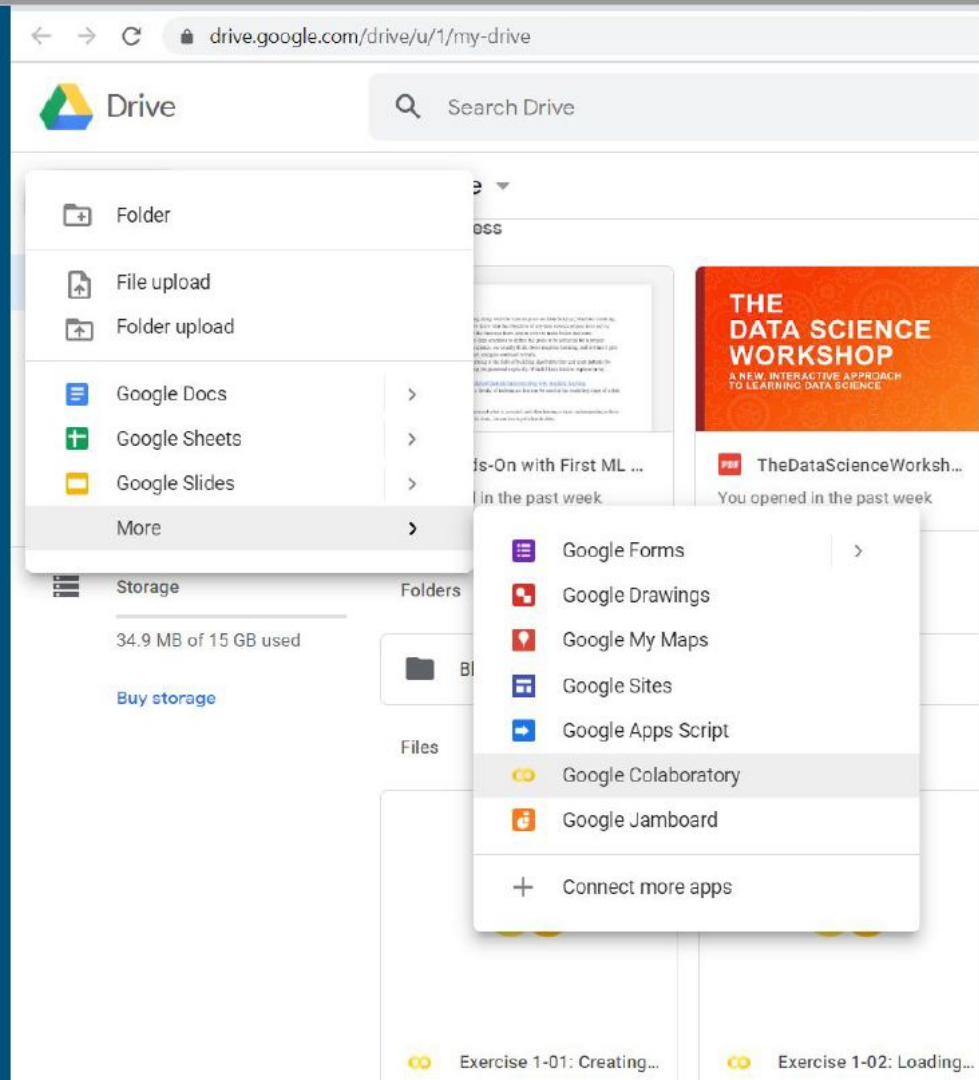 drive.google.com/drive/u/1/my-drive
Drive
Search Drive
Folder
File upload
Folder upload
Google Docs
Google Sheets
Google Slides
More
ess
THE
DATA SCIENCE
WORKSHOP
A NEW, INTERACTIVE APPROACH
TO LEARNING DATA SCIENCE
ds-On with First ML ...
TheDataScienceWorksh...
in the past week
You opened in the past week
Google Forms
Google Drawings
Google My Maps
Google Sites
Google Apps Script
Google Colaboratory
Google Jamboard
Connect more apps
Storage
34.9 MB of 15 GB used
Buy storage
Folders
Files
Exercise 1-01: Creating...
Exercise 1-02: Loading...